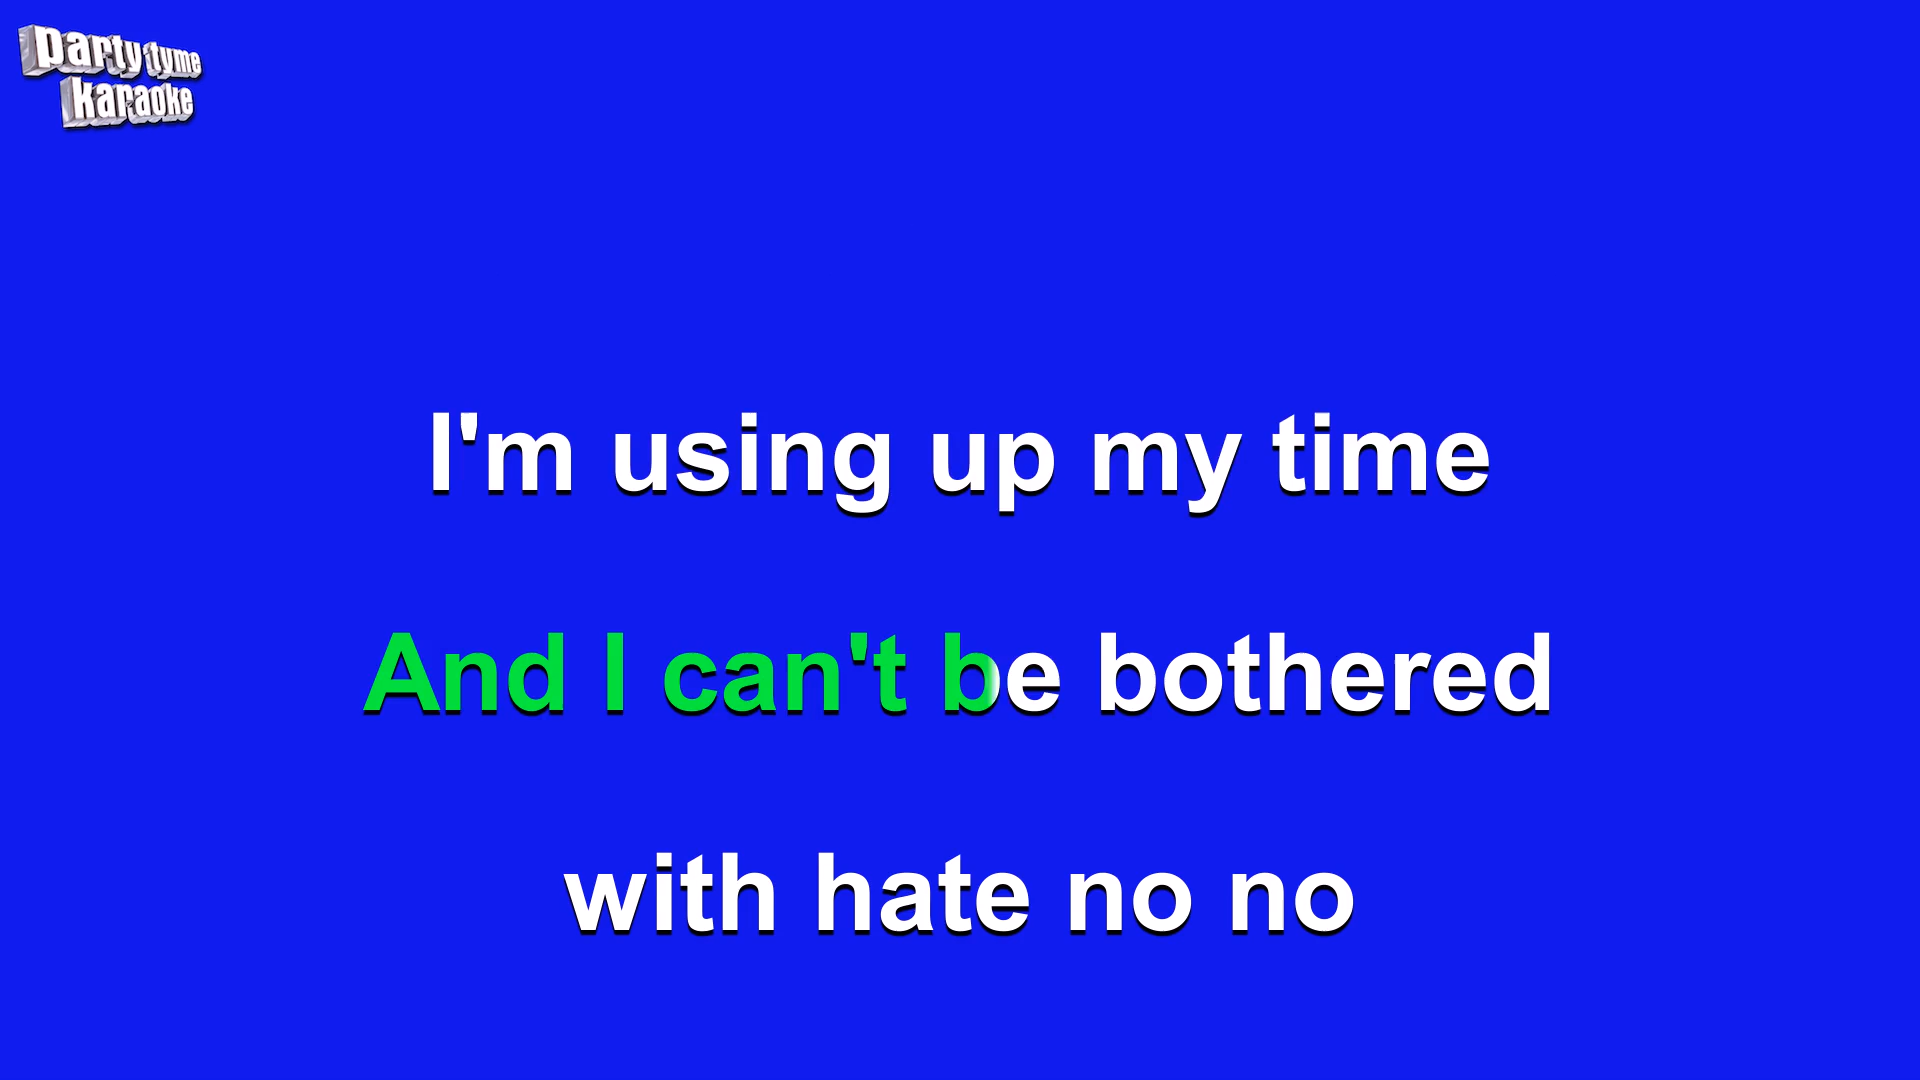 party tyme
karaoke
I'm using up my time
And I can't be bothered
with hate no no